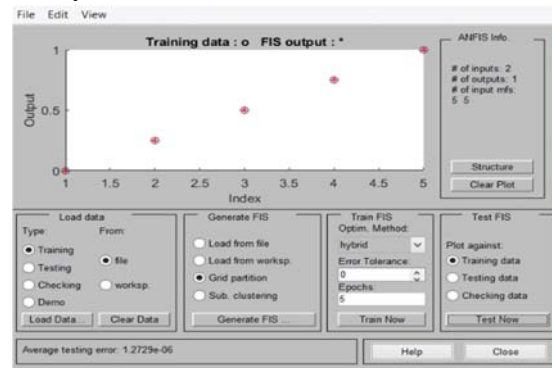 File Edit View
Training data : o FIS output : *
Output
1
0.5
0
1 1.5 2 2.5 3 3.5 4 4.5 5
Index
ANFIS Info.
# of inputs: 2
# of outputs: 1
# of input mfs:
5 5
Structure
Clear Plot
Load data
Type: From:
Training
Testing
Checking
Demo
file
worksp.
Load Data...
Clear Data
Generate FIS
Load from file
Load from worksp.
Grid partition
Sub. clustering
Generate FIS ...
Train FIS
Optim. Method:
hybrid
Error Tolerance:
0
Epochs:
5
Train Now
Test FIS
Plot against:
Training data
Testing data
Checking data
Test Now
Average testing error: 1.2729e-06
Help
Close